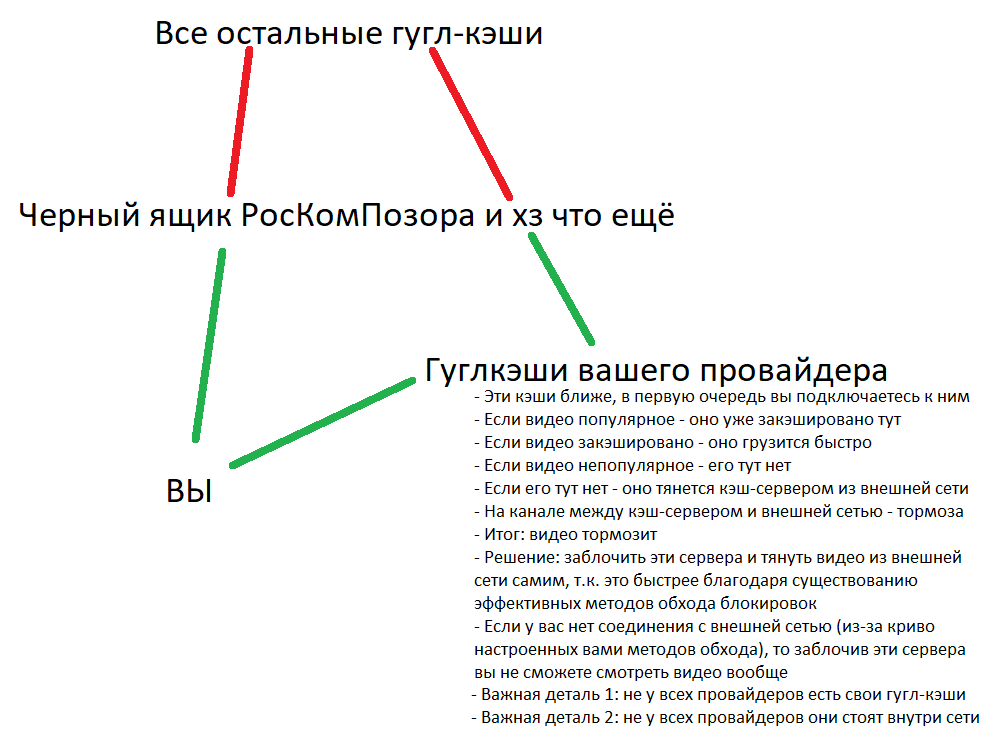 Все остальные гугл-кэши
Черный ящик РосКомПозора и хз что ещё
Гуглкэши вашего провайдера
- Эти кэши ближе, в первую очередь вы подключаетесь к ним
- Если видео популярное - оно уже закэшировано тут
- Если видео закэшировано - оно грузится быстро
- Если видео непопулярное - его тут нет
- Если его тут нет - оно тянется кэш-сервером из внешней сети
- На канале между кэш-сервером и внешней сетью - тормоза
- Итог: видео тормозит
- Решение: заблочить эти сервера и тянуть видео из внешней
сети самим, т.к. это быстрее благодаря существованию
эффективных методов обхода блокировок
- Если у вас нет соединения с внешней сетью (из-за криво
настроенных вами методов обхода), то заблочив эти сервера
вы не сможете смотреть видео вообще
- Важная деталь 1: не у всех провайдеров есть свои гугл-кэши
- Важная деталь 2: не у всех провайдеров они стоят внутри сети
ВЫ